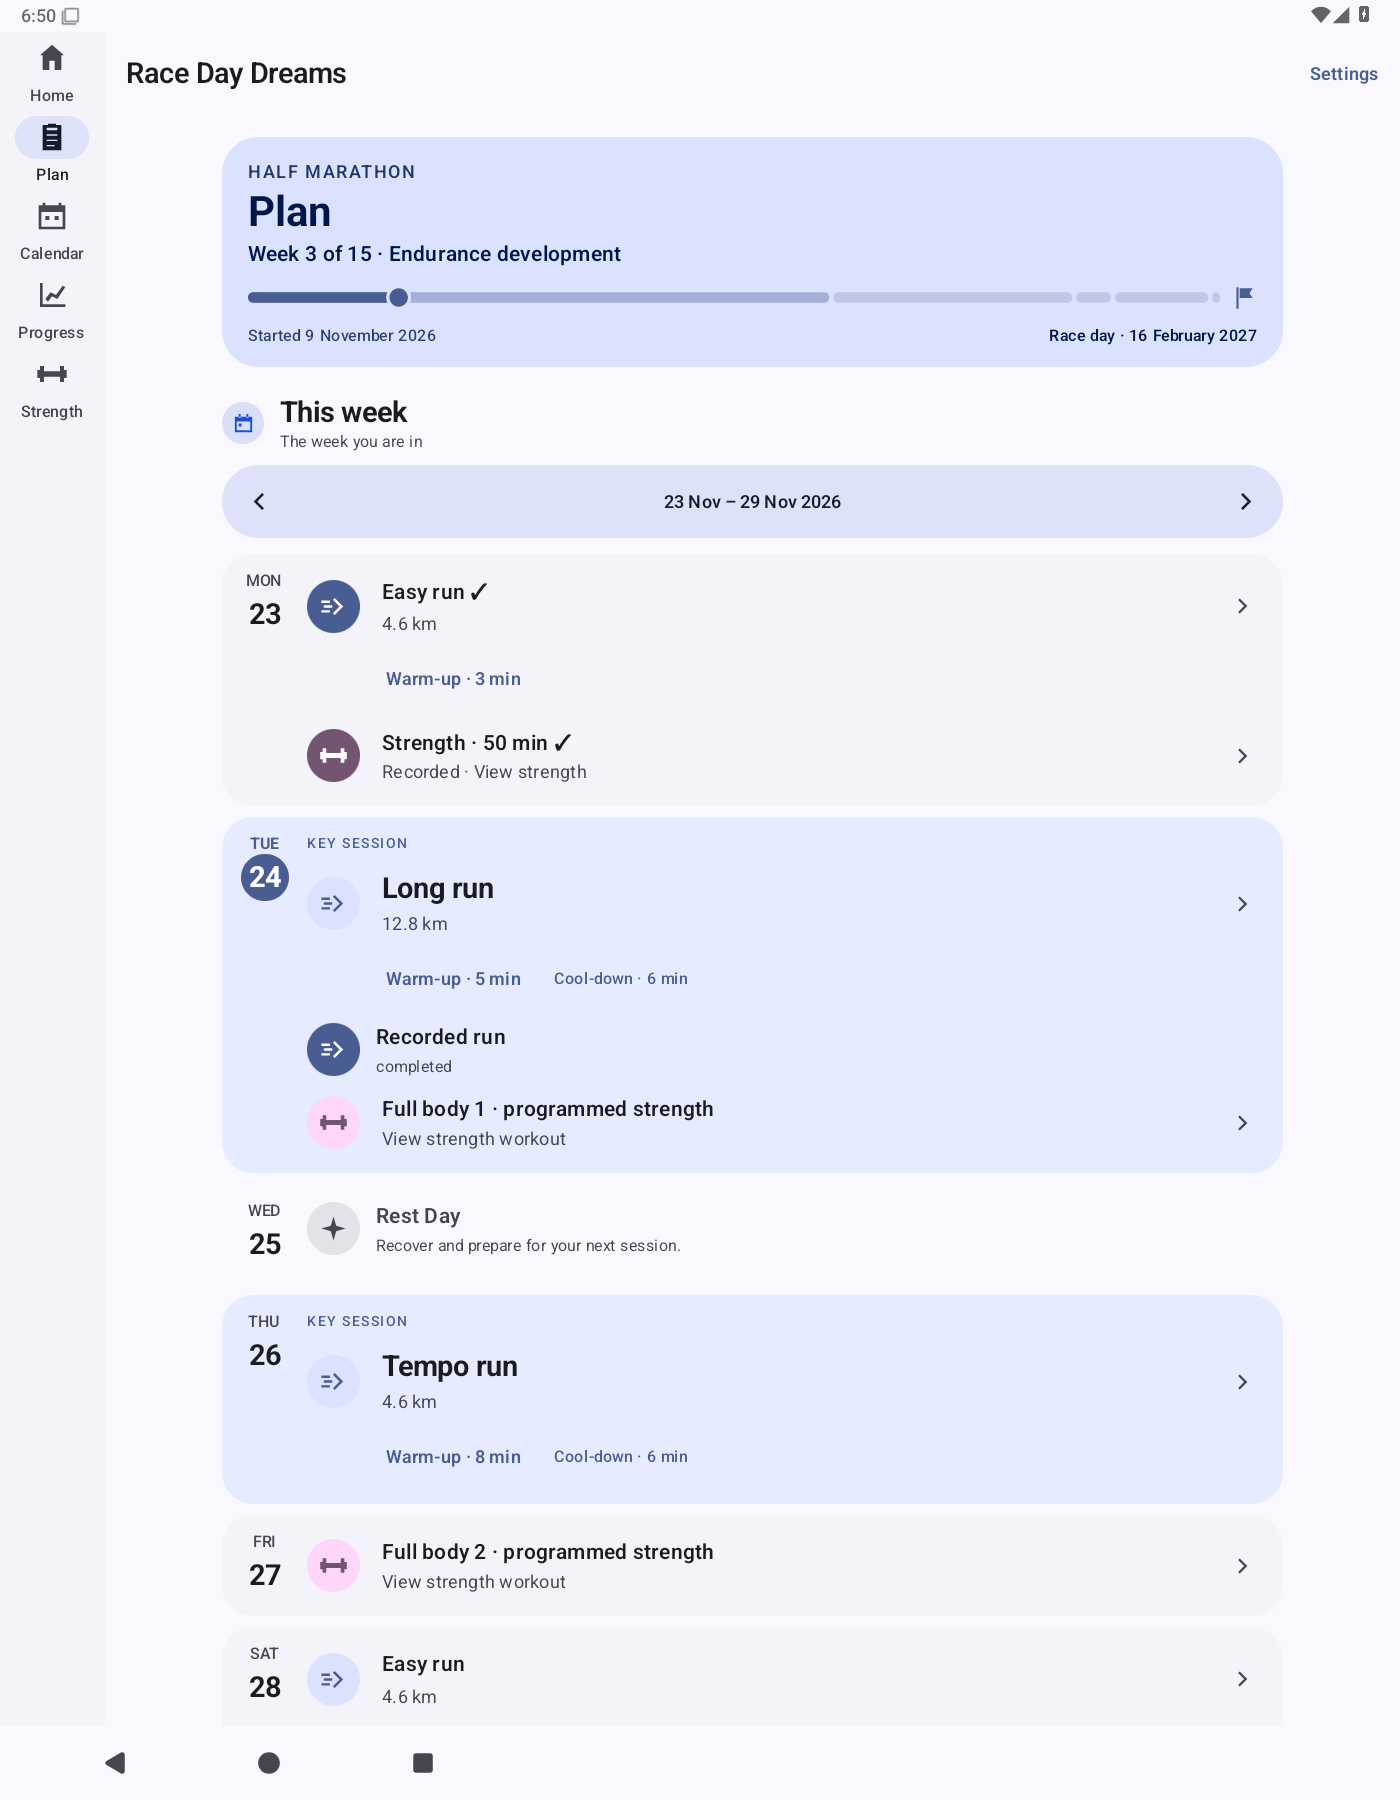 6:50
Race Day Dreams
Settings
Home
Plan
Calendar
Progress
Strength
HALF MARATHON
Plan
Week 3 of 15 · Endurance development
Started 9 November 2026
Race day · 16 February 2027
This week
The week you are in
23 Nov – 29 Nov 2026
MON
23
Easy run ✓
4.6 km
Warm-up · 3 min
Strength · 50 min ✓
Recorded · View strength
TUE
24
KEY SESSION
Long run
12.8 km
Warm-up · 5 min
Cool-down · 6 min
Recorded run
completed
Full body 1 · programmed strength
View strength workout
WED
25
Rest Day
Recover and prepare for your next session.
THU
26
KEY SESSION
Tempo run
4.6 km
Warm-up · 8 min
Cool-down · 6 min
FRI
27
Full body 2 · programmed strength
View strength workout
SAT
28
Easy run
4.6 km